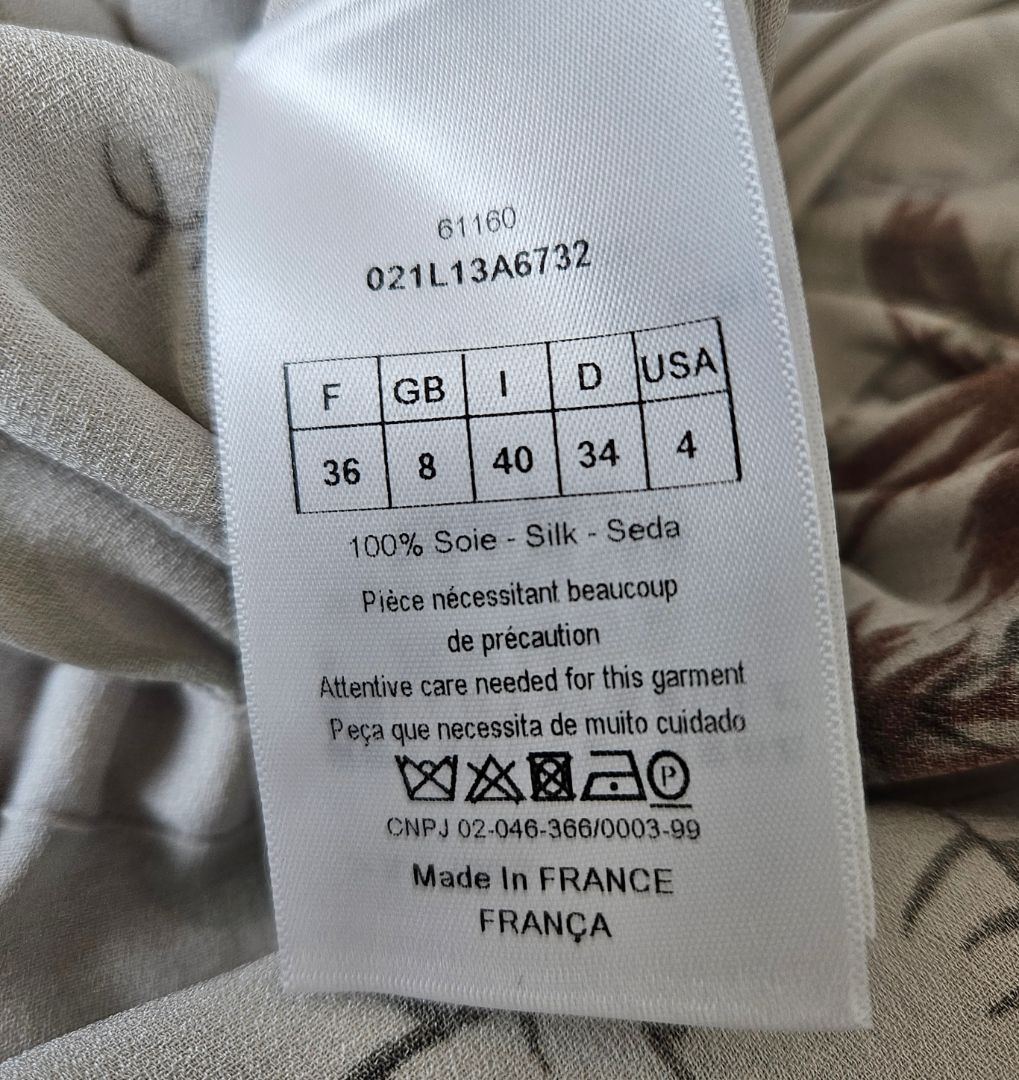 61160
021L13A6732
F GB I D USA
36 8 40 34 4
100% Soie - Silk - Seda
Pièce nécessitant beaucoup
de précaution
Attentive care needed for this garment
Peça que necessita de muito cuidado
P
CNPJ 02-046-366/0003-99
Made In FRANCE
FRANÇA